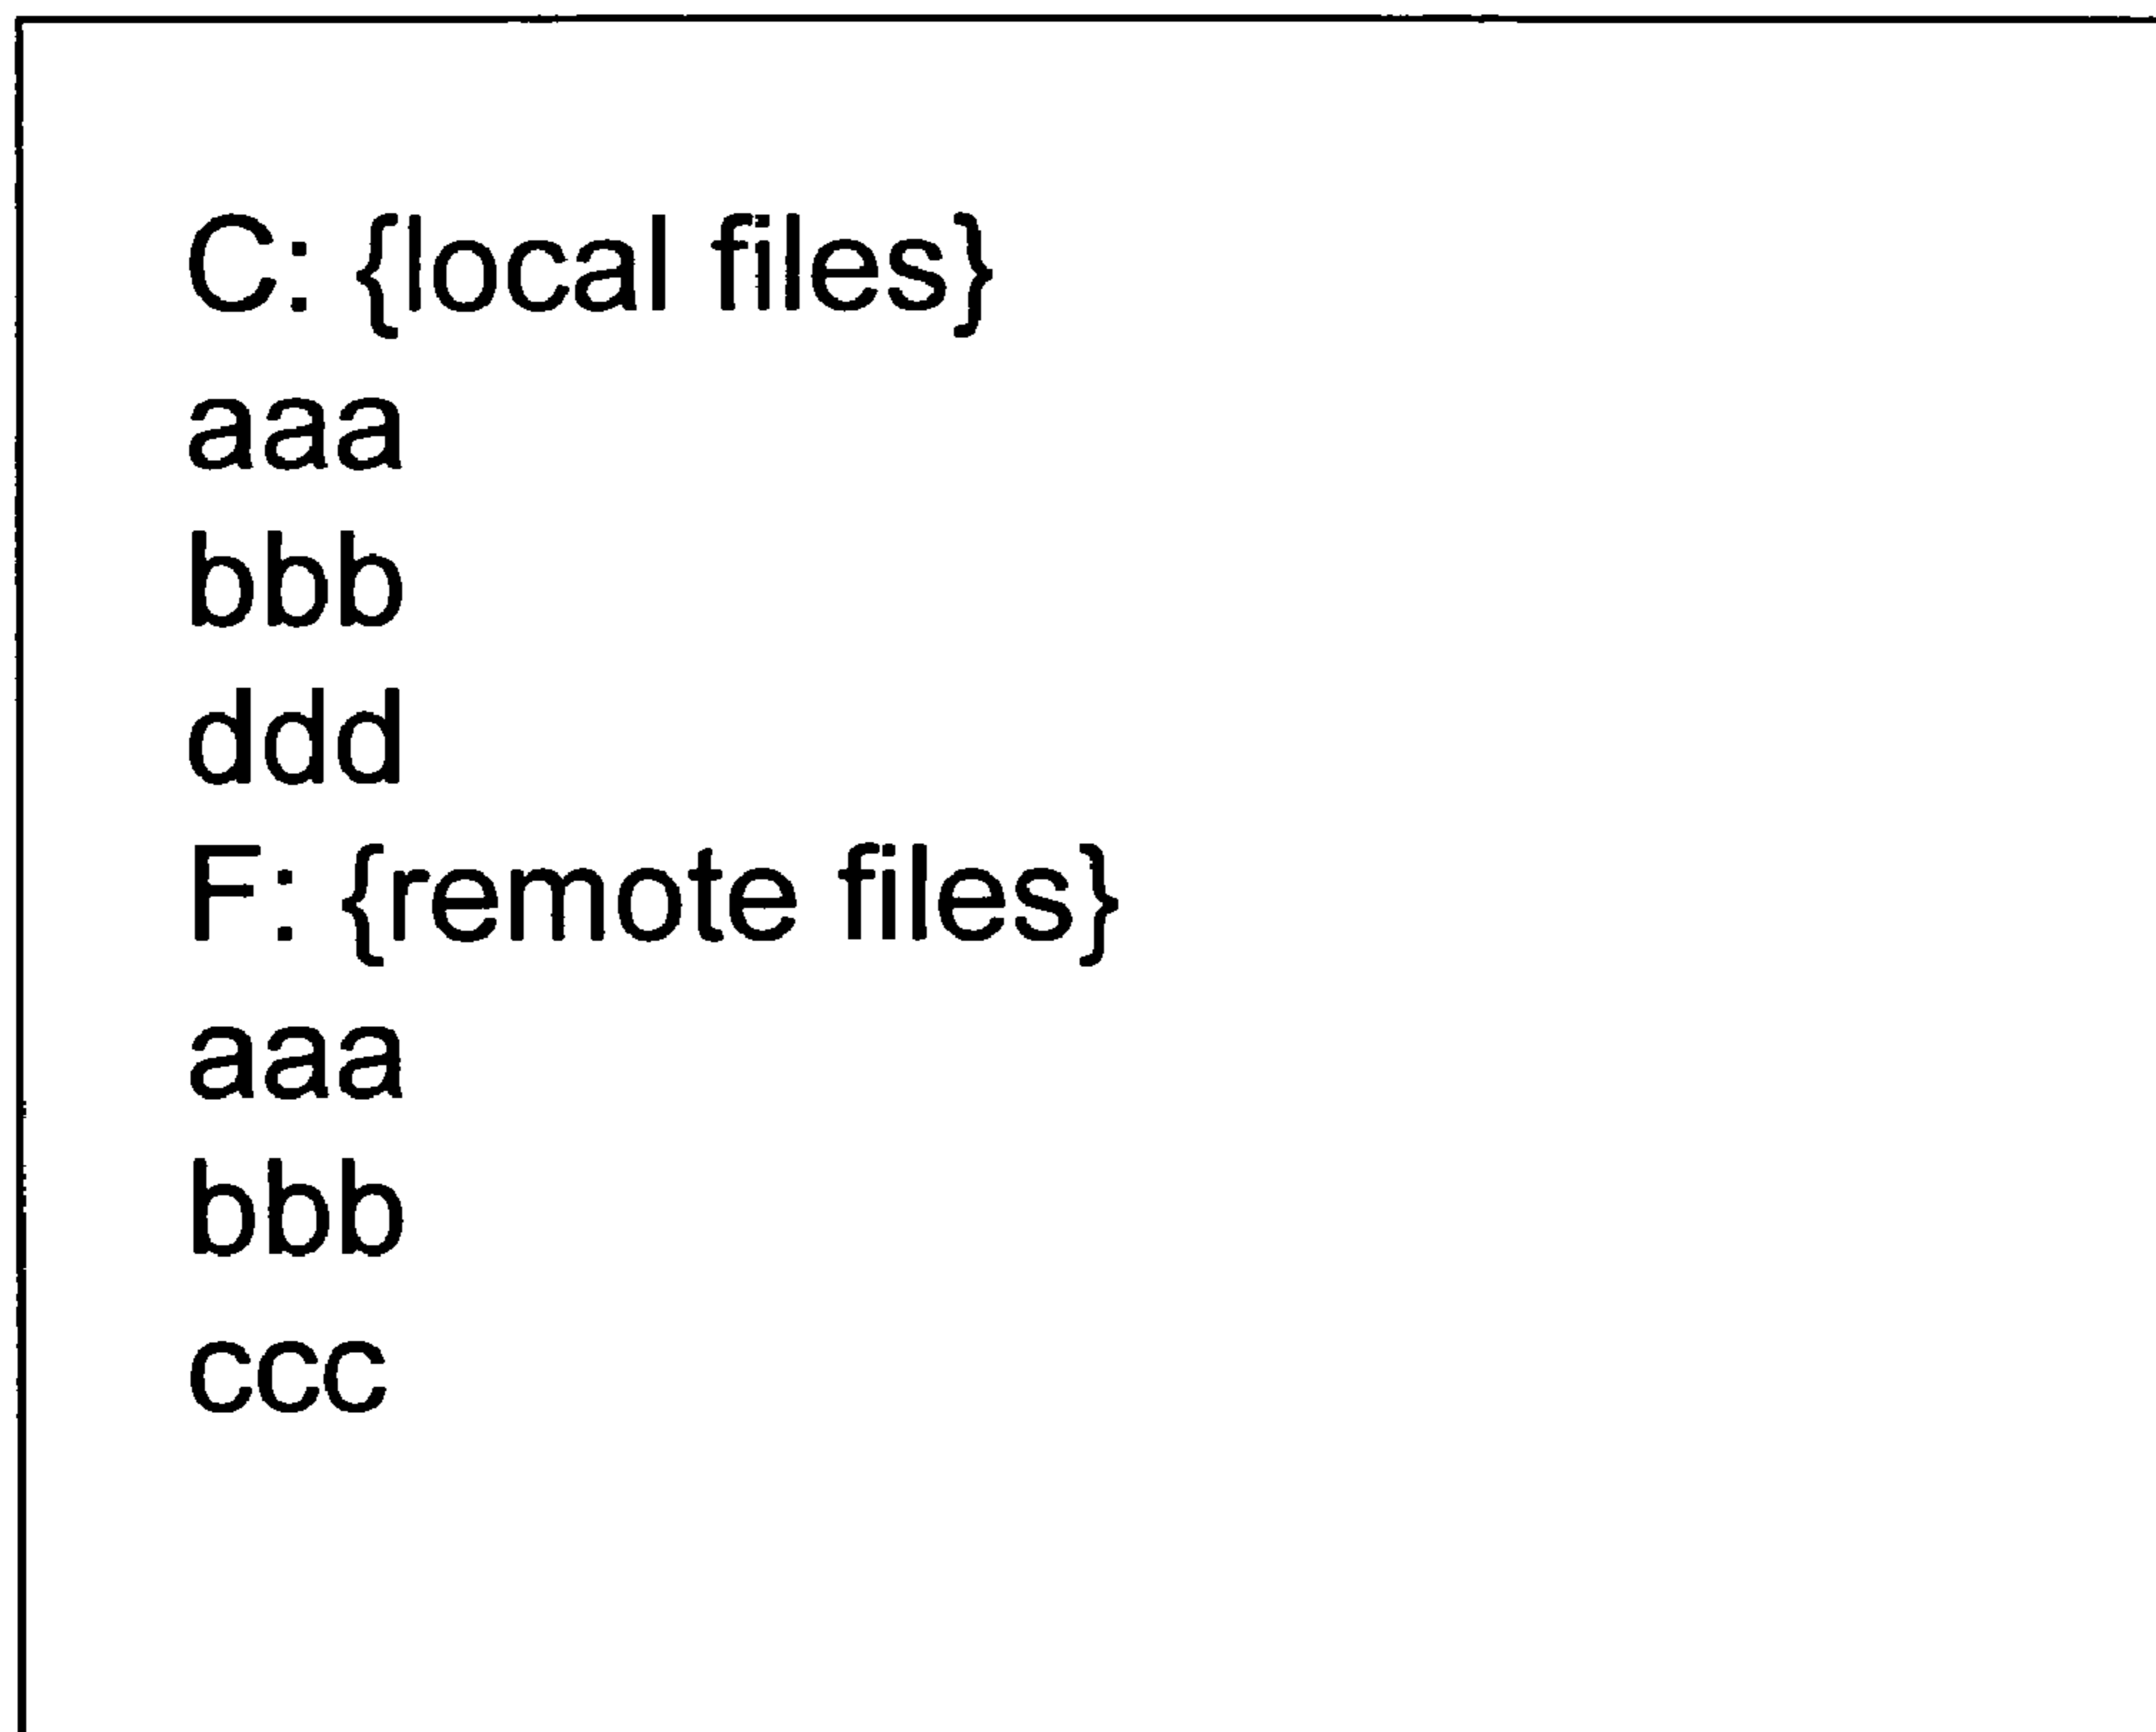 C: {local files}
aaa
bbb
ddd
F: {remote files}
aaa
bbb
ccc